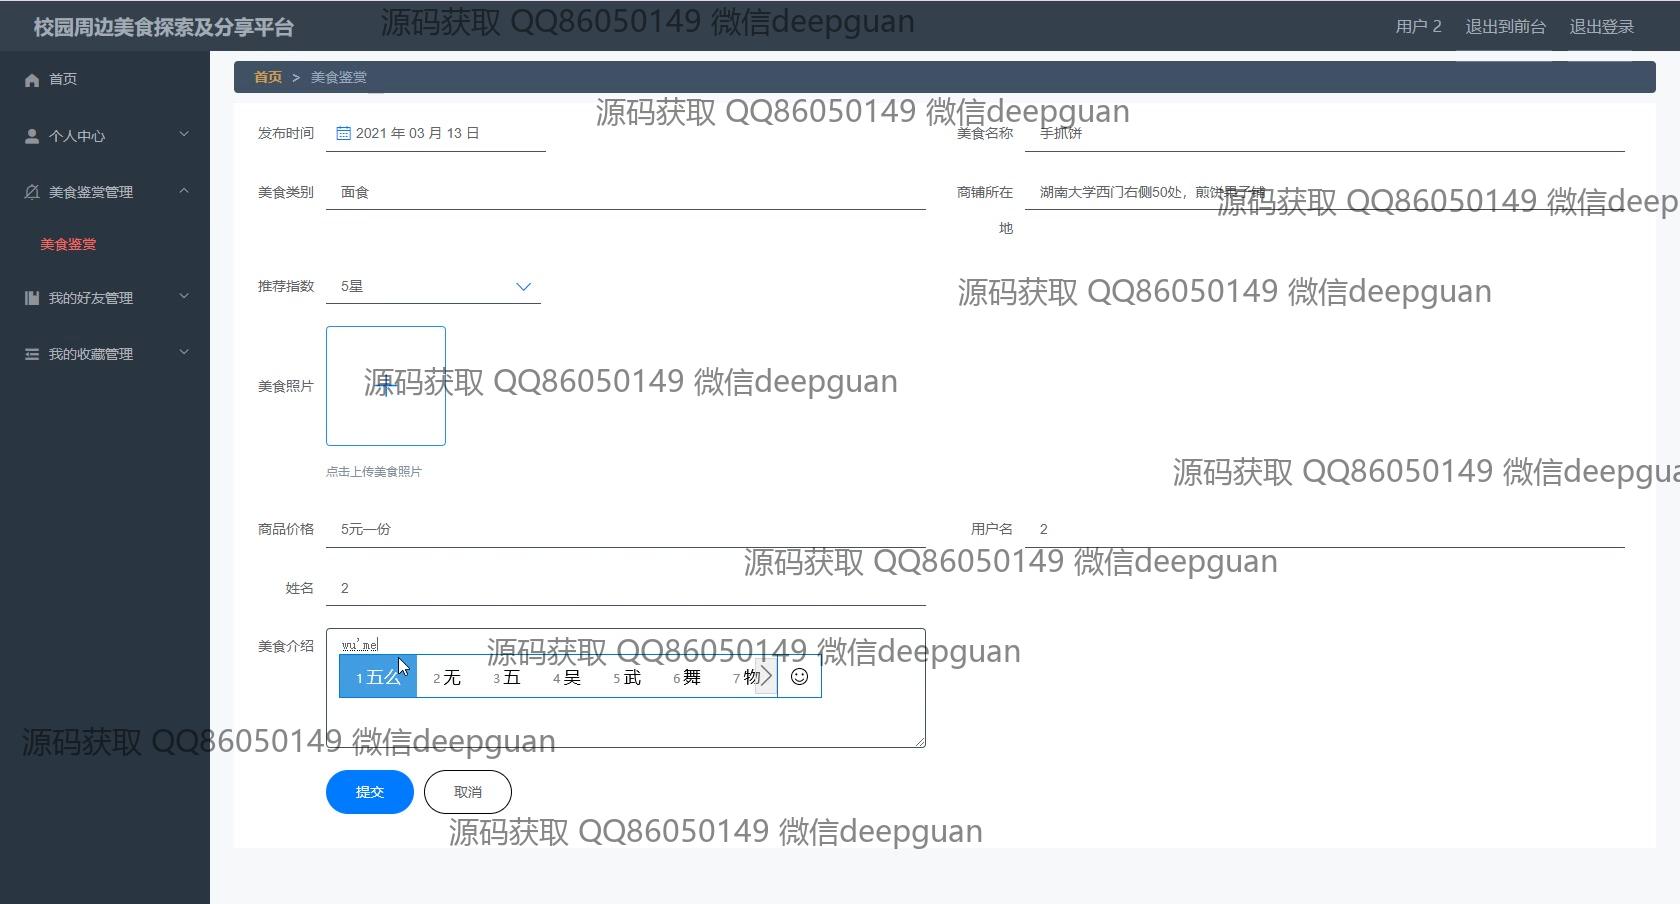 校园周边美食探索及分享平台
源码获取 QQ86050149 微信deepguan
用户 2 退出到前台 退出登录
首页
首页 > 美食鉴赏
源码获取 QQ86050149 微信deepguan
个人中心
发布时间 2021 年 03 月 13 日
美食名称 手抓饼
美食鉴赏管理
美食类别 面食
商铺所在地 湖南大学西门右侧50处，煎饼果子铺
源码获取 QQ86050149 微信deep
美食鉴赏
我的好友管理
推荐指数 5星
源码获取 QQ86050149 微信deepguan
我的收藏管理
美食照片
源码获取 QQ86050149 微信deepguan
点击上传美食照片
源码获取 QQ86050149 微信deepgua
商品价格 5元一份
用户名 2
源码获取 QQ86050149 微信deepguan
姓名 2
美食介绍 wu'me
源码获取 QQ86050149 微信deepguan
1 五么 2 无 3 五 4 吴 5 武 6 舞 7 物
源码获取 QQ86050149 微信deepguan
提交 取消
源码获取 QQ86050149 微信deepguan